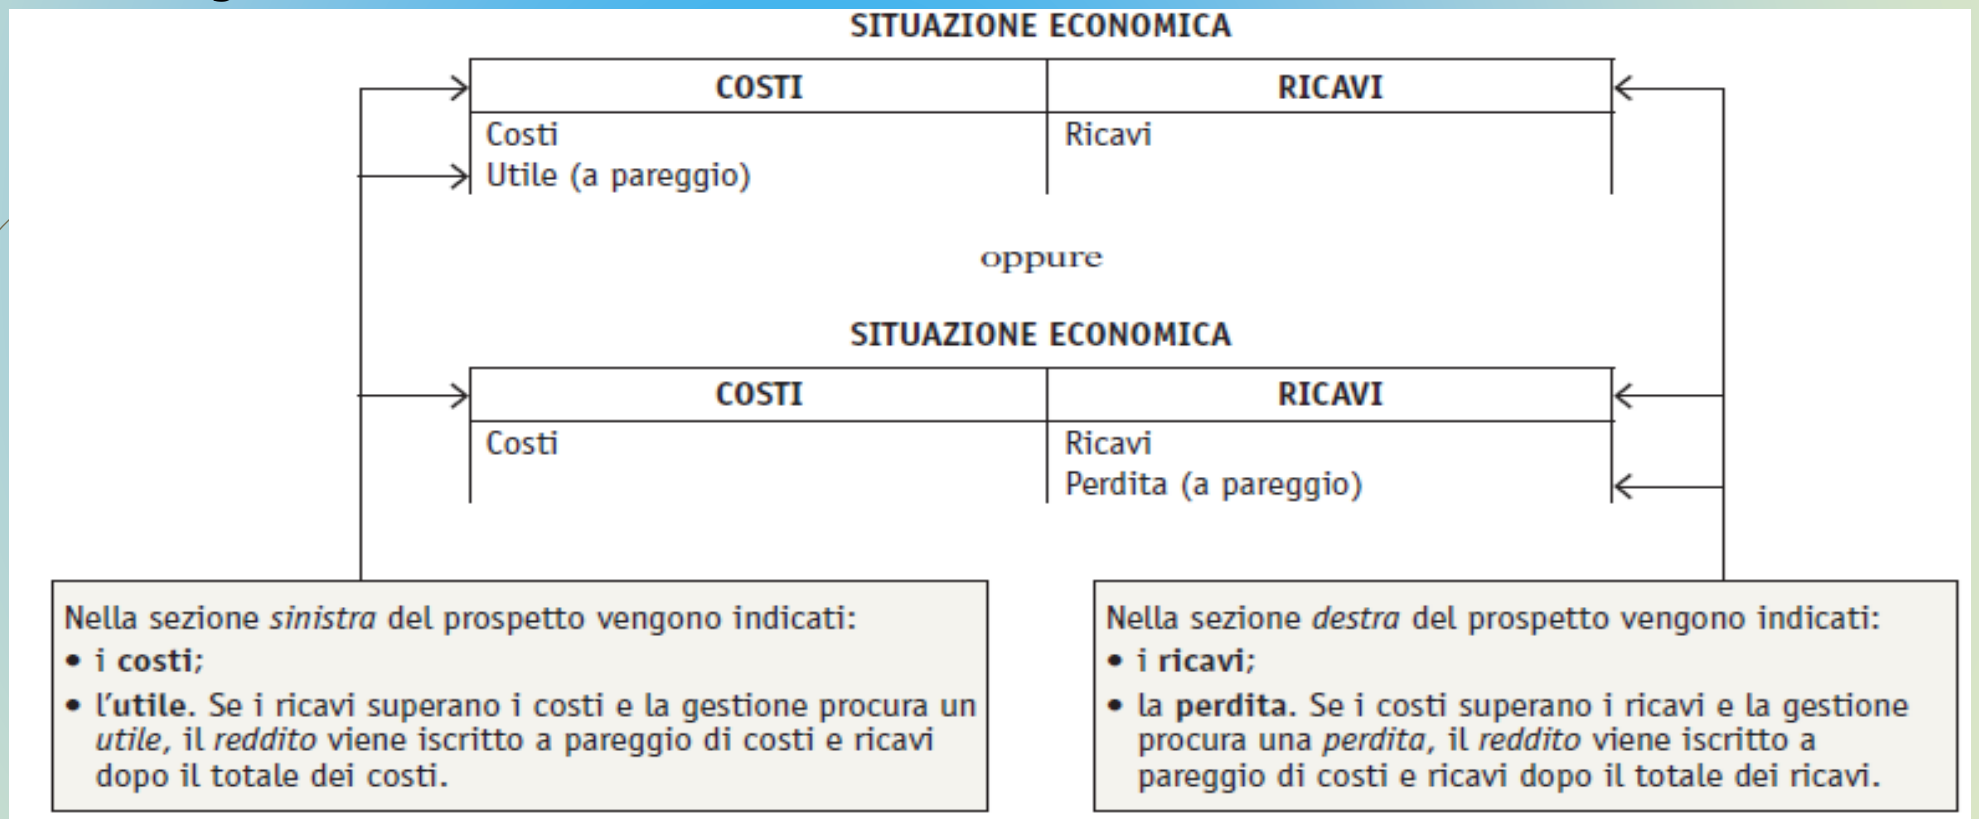 SITUAZIONE ECONOMICA
COSTI RICAVI
Costi Ricavi
Utile (a pareggio)
oppure
SITUAZIONE ECONOMICA
COSTI RICAVI
Costi Ricavi
Perdita (a pareggio)
Nella sezione sinistra del prospetto vengono indicati:
• i costi;
• l'utile. Se i ricavi superano i costi e la gestione procura un
utile, il reddito viene iscritto a pareggio di costi e ricavi
dopo il totale dei costi.
Nella sezione destra del prospetto vengono indicati:
• i ricavi;
• la perdita. Se i costi superano i ricavi e la gestione
procura una perdita, il reddito viene iscritto a
pareggio di costi e ricavi dopo il totale dei ricavi.